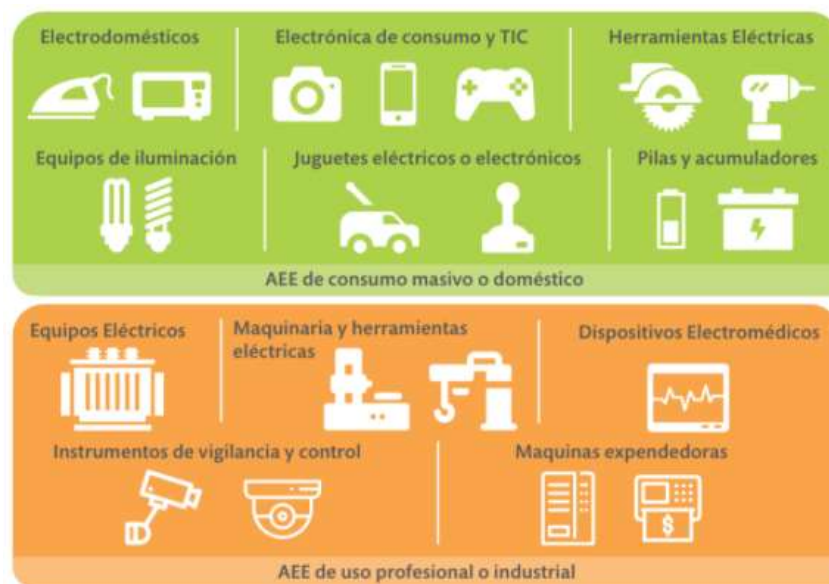 Electrodomésticos
Electrónica de consumo y TIC
Herramientas Eléctricas
Equipos de iluminación
Juguetes eléctricos o electrónicos
Pilas y acumuladores
AEE de consumo masivo o doméstico
Equipos Eléctricos
Maquinaria y herramientas
eléctricas
Dispositivos Electromédicos
Instrumentos de vigilancia y control
Maquinas expendedoras
$
AEE de uso profesional o industrial